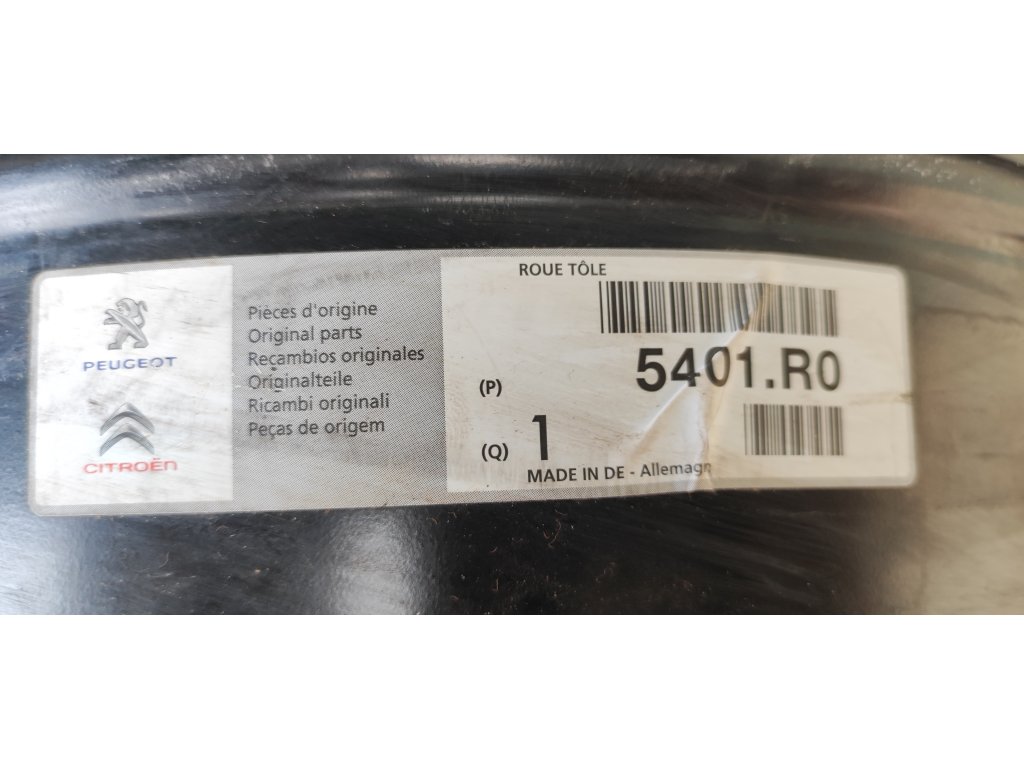 PEUGEOT
CITROËN
Pièces d'origine
Original parts
Recambios originales
Originalteile
Ricambi originali
Peças de origem
ROUE TÔLE
(P) 5401.R0
(Q) 1
MADE IN DE - Allemagn